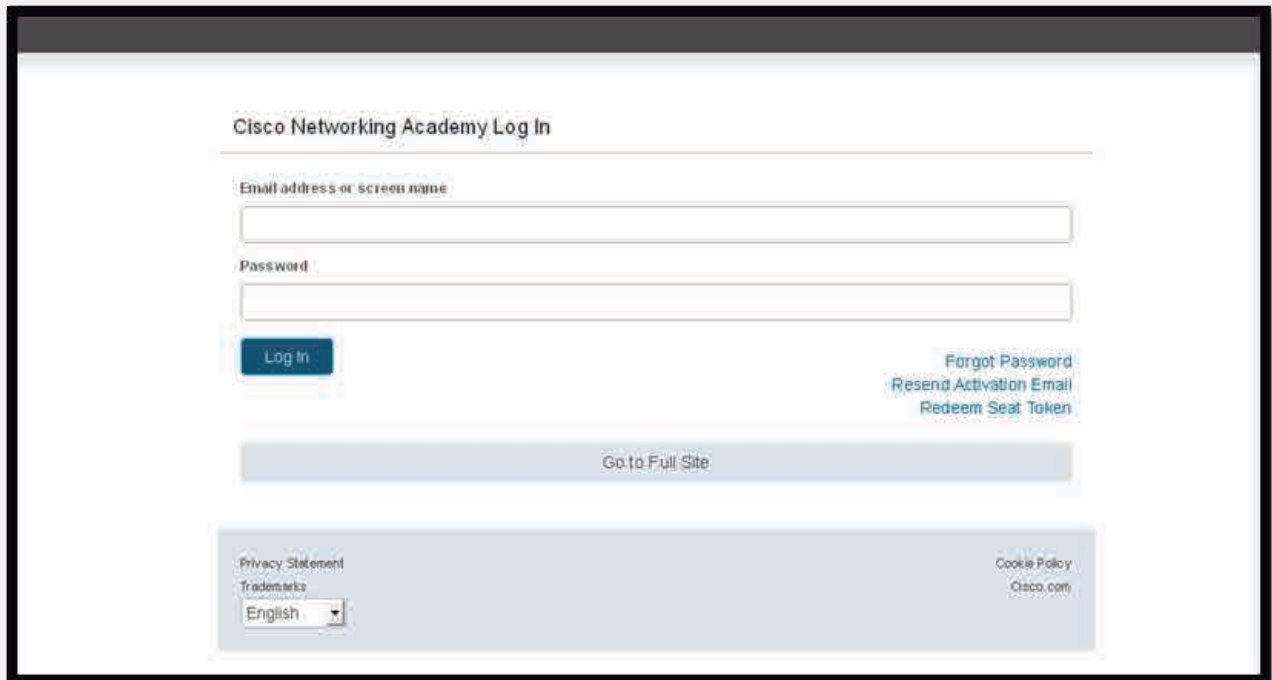 Cisco Networking Academy Log In
Email address or screen name
Password
Log In
Forgot Password
Resend Activation Email
Redeem Seat Token
Go to Full Site
Privacy Statement
Cookie Policy
Trademarks
Cisco.com
English